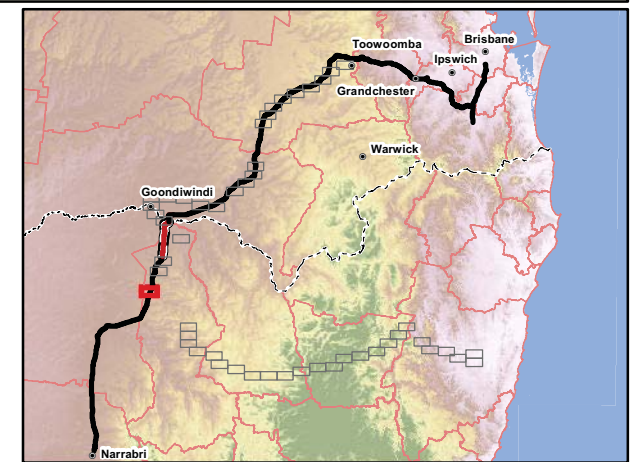 Brisbane
Toowoomba
Ipswich
Grandchester
Warwick
Goondiwindi
Narrabri